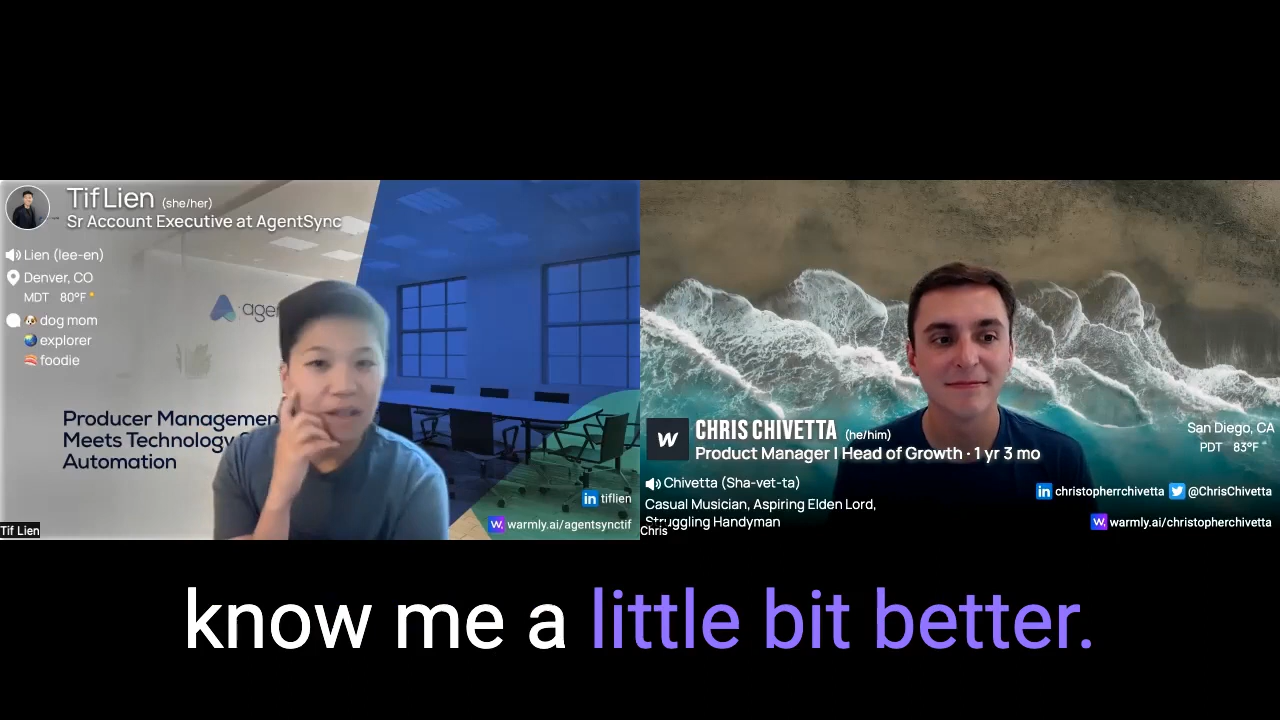 Tif Lien (she/her)
Sr Account Executive at AgentSync
Lien (lee-en)
Denver, CO
MDT 80°F
dog mom
explorer
foodie
Producer Management
Meets Technology
Automation
tiflien
warmly.ai/agentsynctif
Tif Lien
W
CHRIS CHIVETTA (he/him)
Product Manager | Head of Growth · 1 yr 3 mo
Chivetta (Sha-vet-ta)
Casual Musician, Aspiring Elden Lord,
Struggling Handyman
Chris
San Diego, CA
PDT 83°F
christopherrchivetta @ChrisChivetta
warmly.ai/christopherchivetta
know me a little bit better.